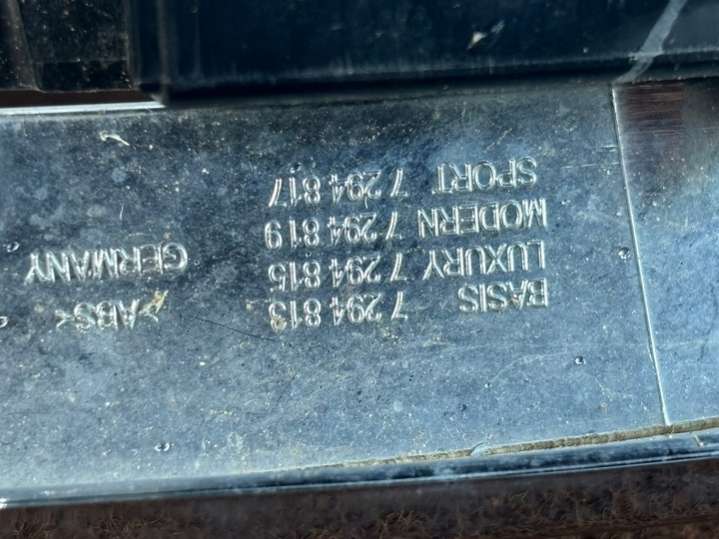 BASIS 7 294 813
LUXURY 7 294 815
MODERN 7 294 819
SPORT 7 294 817
>ABS<
GERMANY